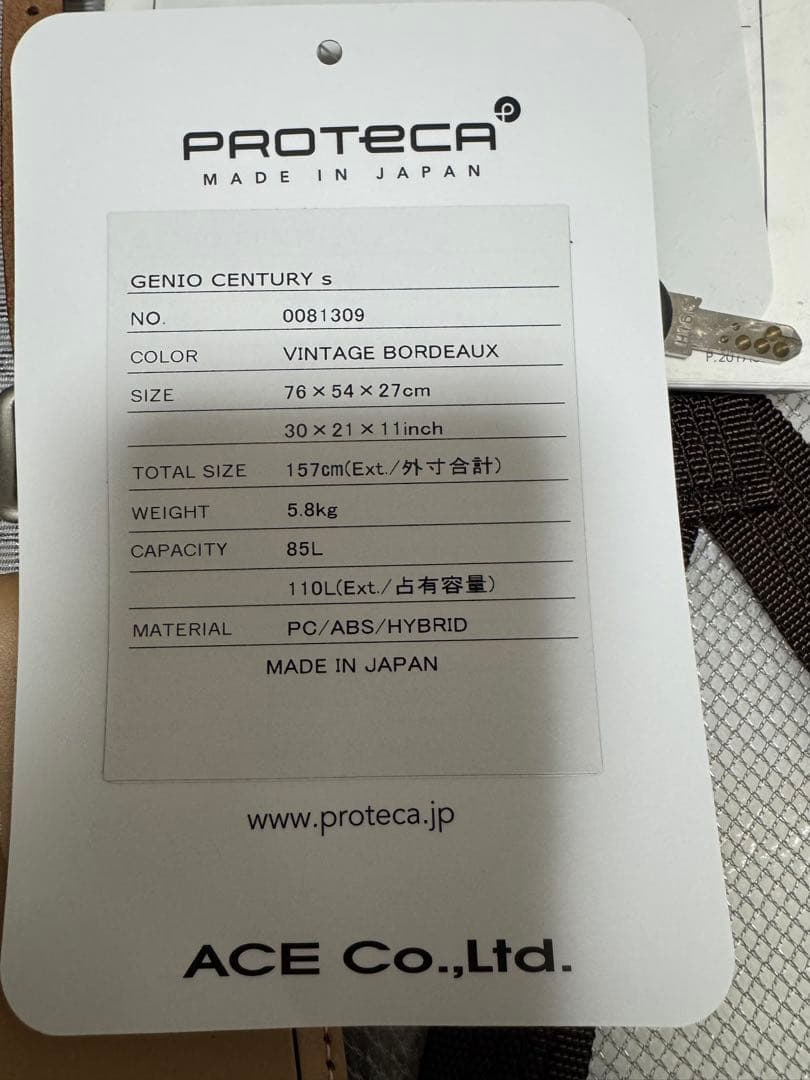 PROTECA
MADE IN JAPAN
GENIO CENTURY s
NO. 0081309
COLOR VINTAGE BORDEAUX
SIZE 76×54×27cm
30×21×11inch
TOTAL SIZE 157cm(Ext./外寸合計)
WEIGHT 5.8kg
CAPACITY 85L
110L(Ext./占有容量)
MATERIAL PC/ABS/HYBRID
MADE IN JAPAN
www.proteca.jp
ACE Co.,Ltd.